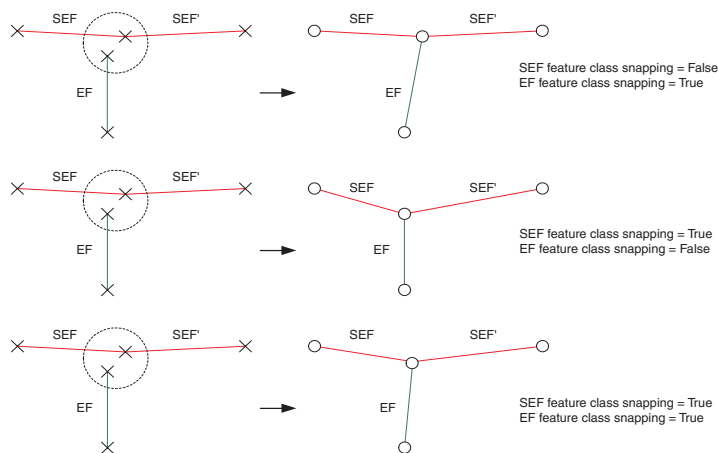 SEF SEF' SEF SEF'
SEF feature class snapping = False
EF feature class snapping = True
EF EF
SEF SEF' SEF SEF'
SEF feature class snapping = True
EF feature class snapping = False
EF EF
SEF SEF' SEF SEF'
SEF feature class snapping = True
EF feature class snapping = True
EF EF